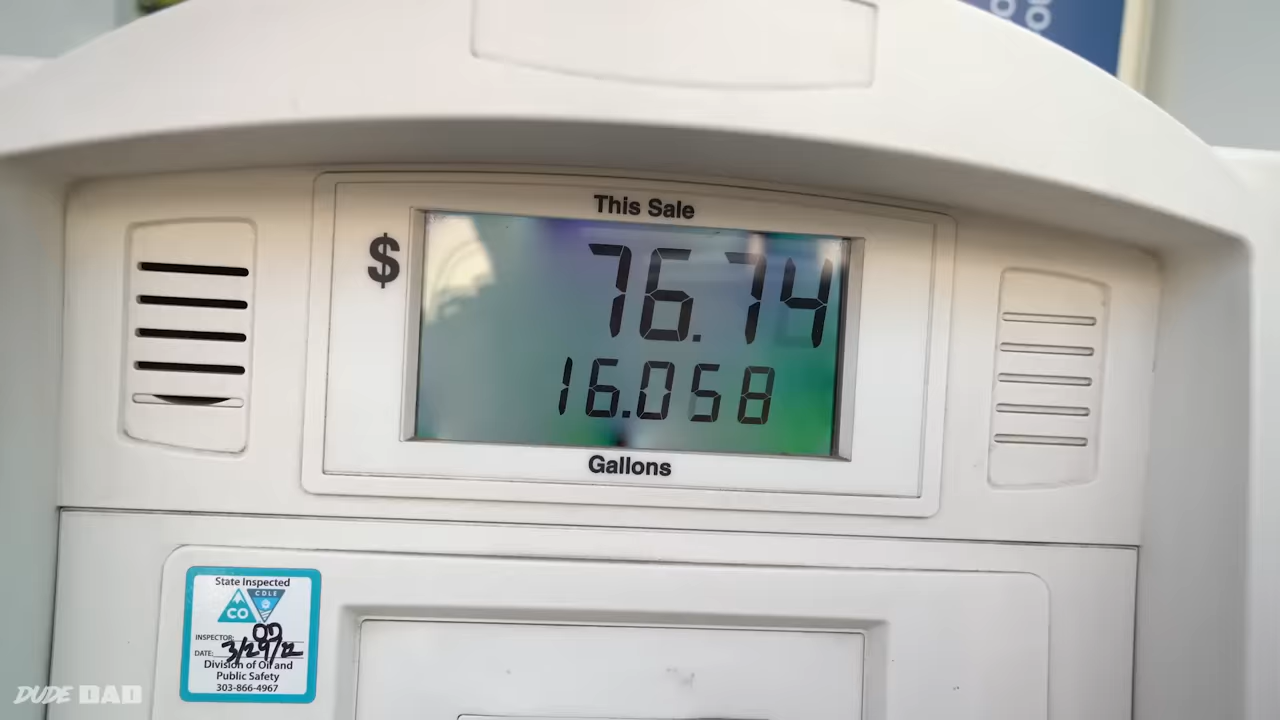 This Sale
$
76.74
16.058
Gallons
State Inspected
CDLE
CO
INSPECTOR: OD
DATE: 3/29/22
Division of Oil and
Public Safety
303-866-4967
DUDE DAD